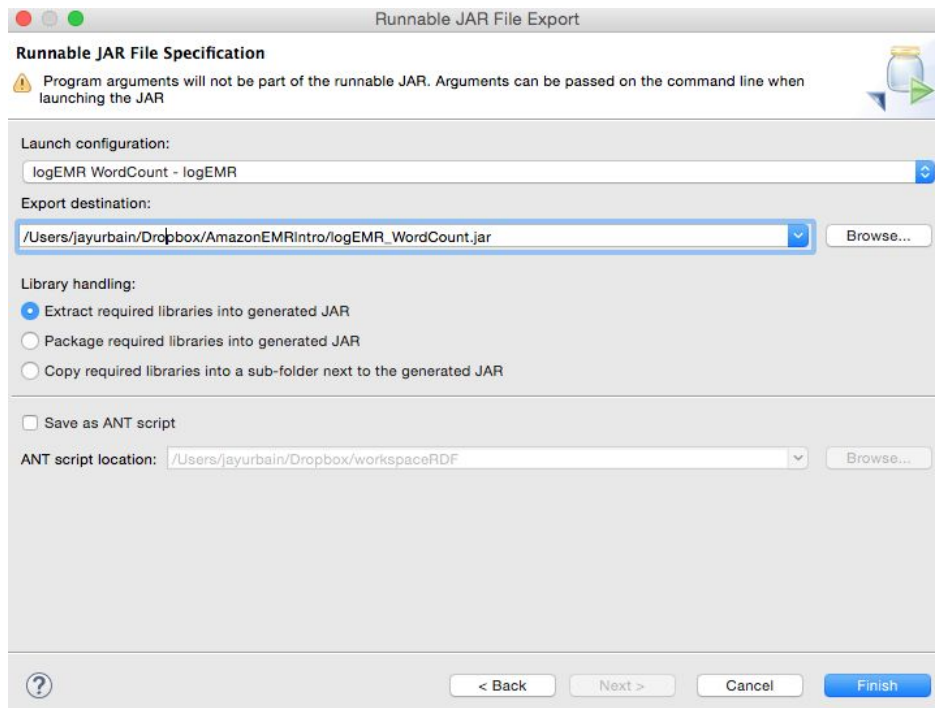 Runnable JAR File Export
Runnable JAR File Specification
Program arguments will not be part of the runnable JAR. Arguments can be passed on the command line when
launching the JAR
Launch configuration:
logEMR WordCount - logEMR
Export destination:
/Users/jayurbain/Dropbox/AmazonEMRIntro/logEMR_WordCount.jar
Browse...
Library handling:
Extract required libraries into generated JAR
Package required libraries into generated JAR
Copy required libraries into a sub-folder next to the generated JAR
Save as ANT script
ANT script location: /Users/jayurbain/Dropbox/workspaceRDF
Browse...
?
< Back
Next >
Cancel
Finish